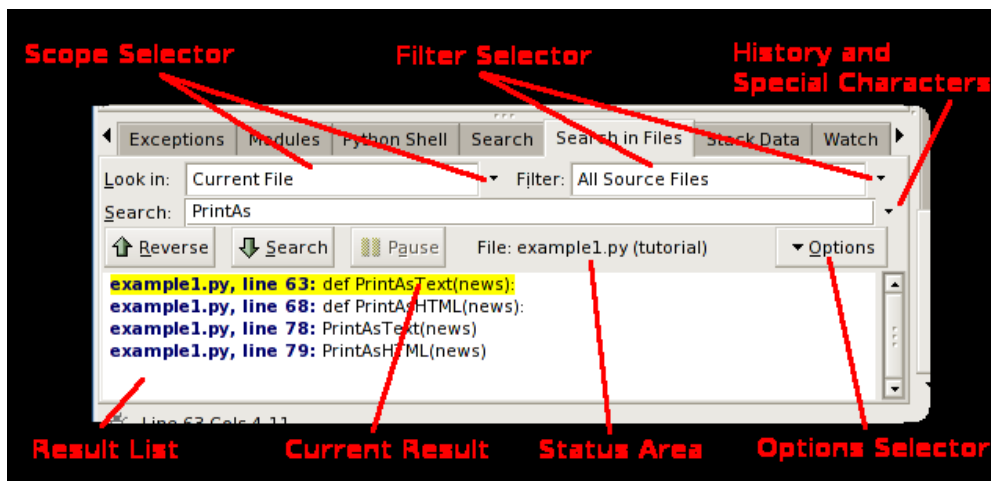 Scope Selector
Filter Selector
History and
Special Characters
Exceptions Modules Python Shell Search Search in Files Stack Data Watch
Look in: Current File Filter: All Source Files
Search: PrintAs
Reverse Search Pause File: example1.py (tutorial) Options
example1.py, line 63: def PrintAsText(news):
example1.py, line 68: def PrintAsHTML(news):
example1.py, line 78: PrintAsText(news)
example1.py, line 79: PrintAsHTML(news)
Line 63 Cols 4-11
Result List Current Result Status Area Options Selector